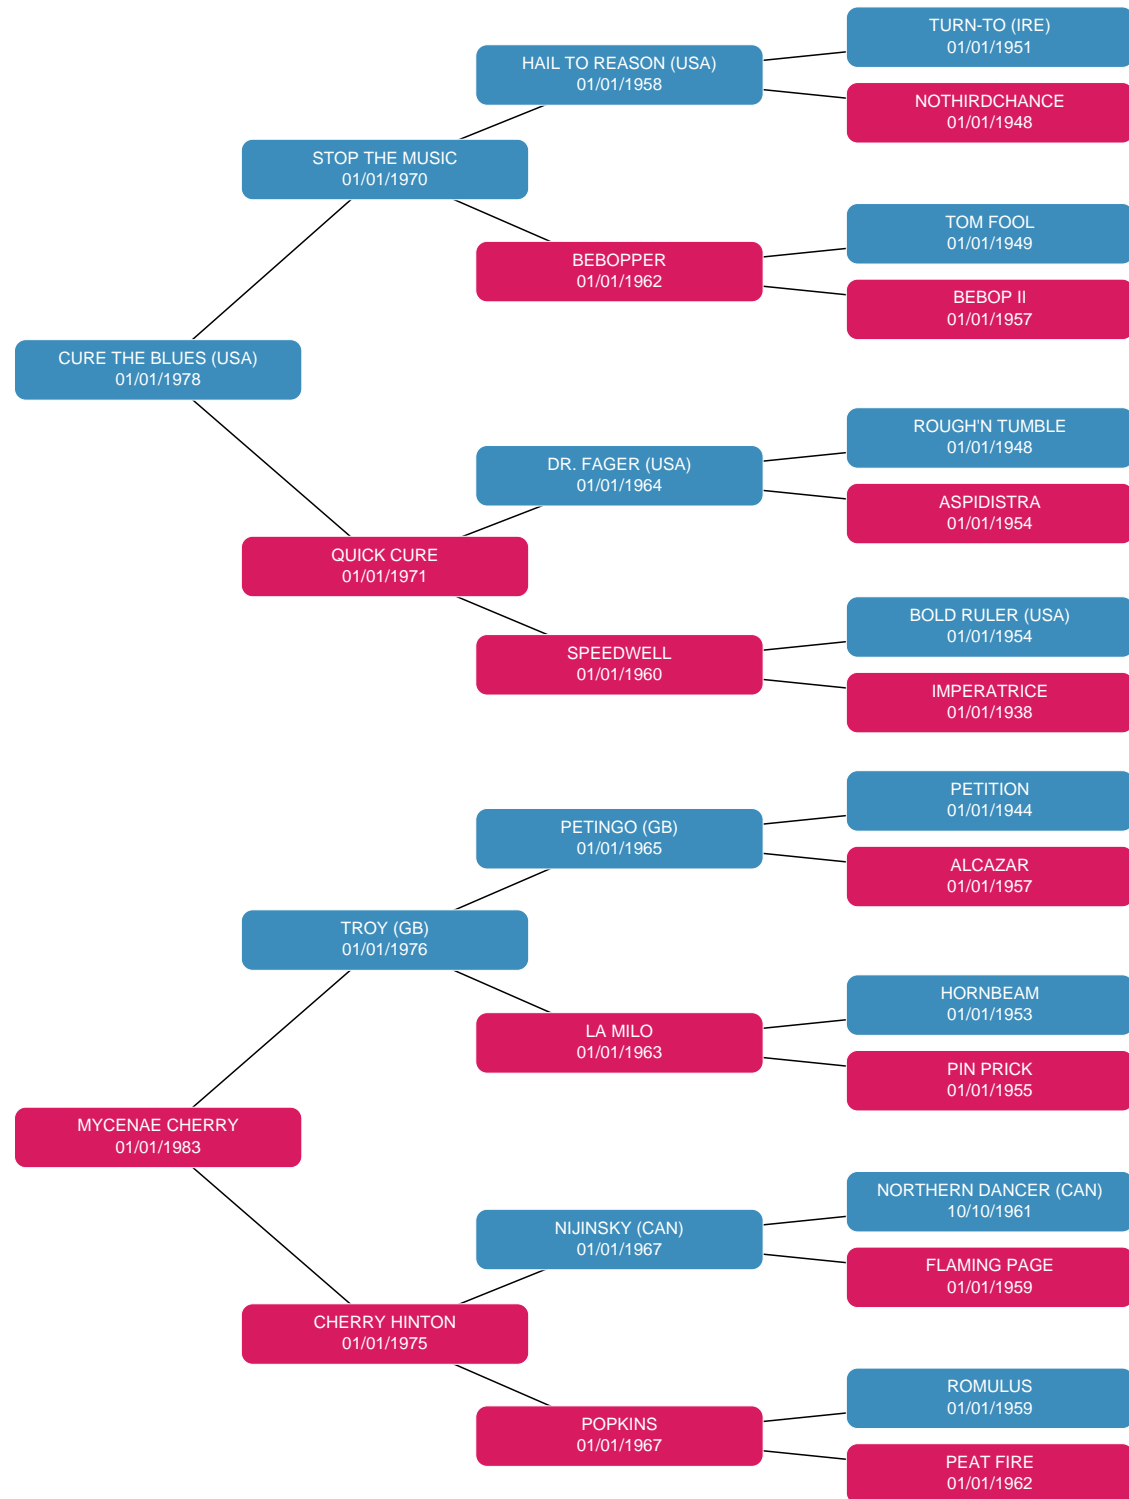 TURN-TO (IRE)
01/01/1951
HAIL TO REASON (USA)
01/01/1958
NOTHIRDCHANCE
01/01/1948
STOP THE MUSIC
01/01/1970
TOM FOOL
01/01/1949
BEBOPPER
01/01/1962
BEBOP II
01/01/1957
CURE THE BLUES (USA)
01/01/1978
ROUGH'N TUMBLE
01/01/1948
DR. FAGER (USA)
01/01/1964
ASPIDISTRA
01/01/1954
QUICK CURE
01/01/1971
BOLD RULER (USA)
01/01/1954
SPEEDWELL
01/01/1960
IMPERATRICE
01/01/1938
PETITION
01/01/1944
PETINGO (GB)
01/01/1965
ALCAZAR
01/01/1957
TROY (GB)
01/01/1976
HORNBEAM
01/01/1953
LA MILO
01/01/1963
PIN PRICK
01/01/1955
MYCENAE CHERRY
01/01/1983
NORTHERN DANCER (CAN)
10/10/1961
NIJINSKY (CAN)
01/01/1967
FLAMING PAGE
01/01/1959
CHERRY HINTON
01/01/1975
ROMULUS
01/01/1959
POPKINS
01/01/1967
PEAT FIRE
01/01/1962